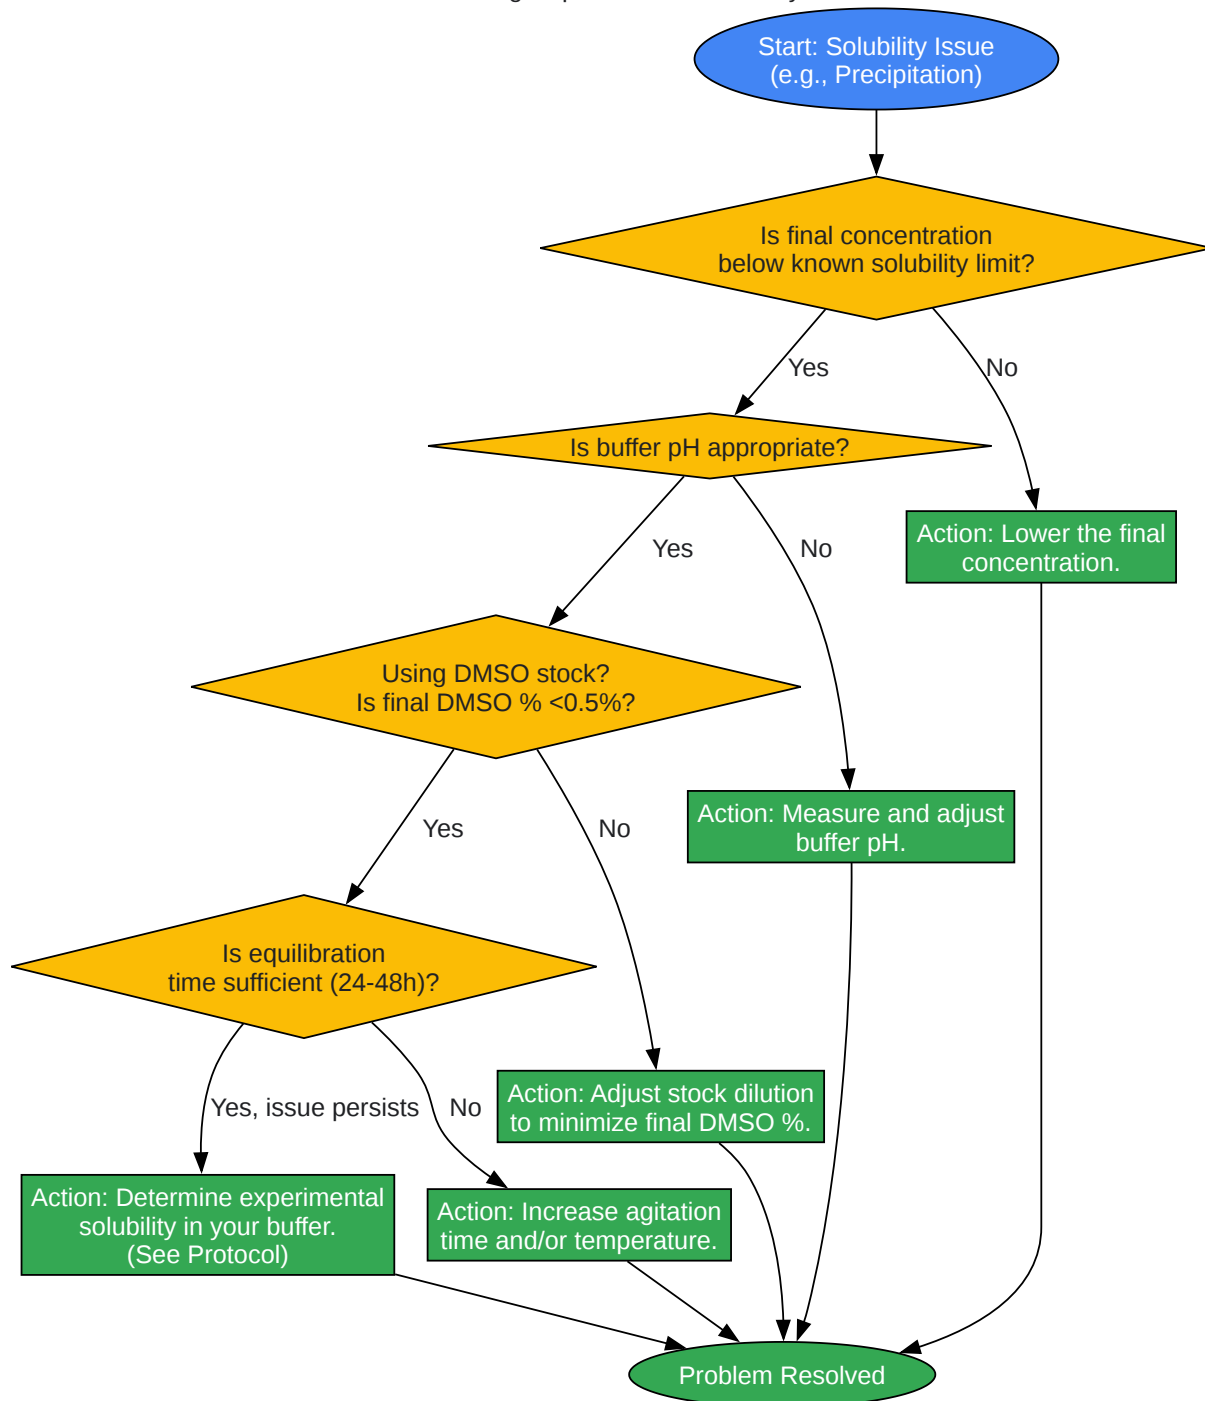 Start: Solubility Issue
(e.g., Precipitation)
Is final concentration
below known solubility limit?
Yes
No
Is buffer pH appropriate?
Yes
No
Action: Lower the final
concentration.
Using DMSO stock?
Is final DMSO % <0.5%?
Yes
No
Action: Measure and adjust
buffer pH.
Is equilibration
time sufficient (24-48h)?
Yes, issue persists
No
Action: Adjust stock dilution
to minimize final DMSO %.
Action: Determine experimental
solubility in your buffer.
(See Protocol)
Action: Increase agitation
time and/or temperature.
Problem Resolved